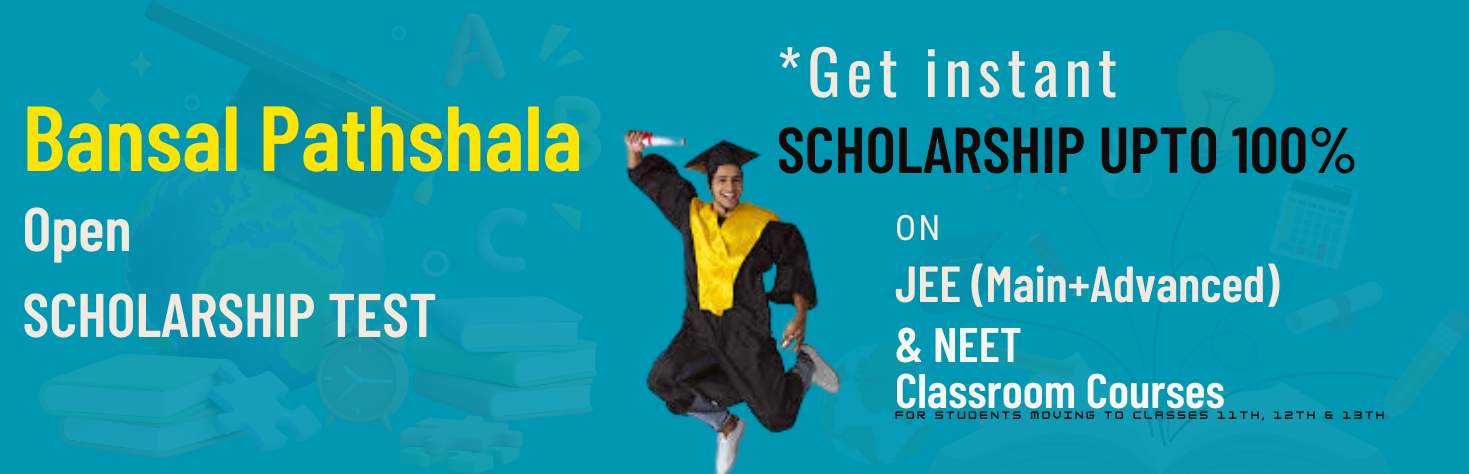 Bansal Pathshala
Open
SCHOLARSHIP TEST
*Get instant
SCHOLARSHIP UPTO 100%
ON
JEE (Main+Advanced)
& NEET
Classroom Courses
FOR STUDENTS MOVING TO CLASSES 11TH, 12TH & 13TH
A
B
C